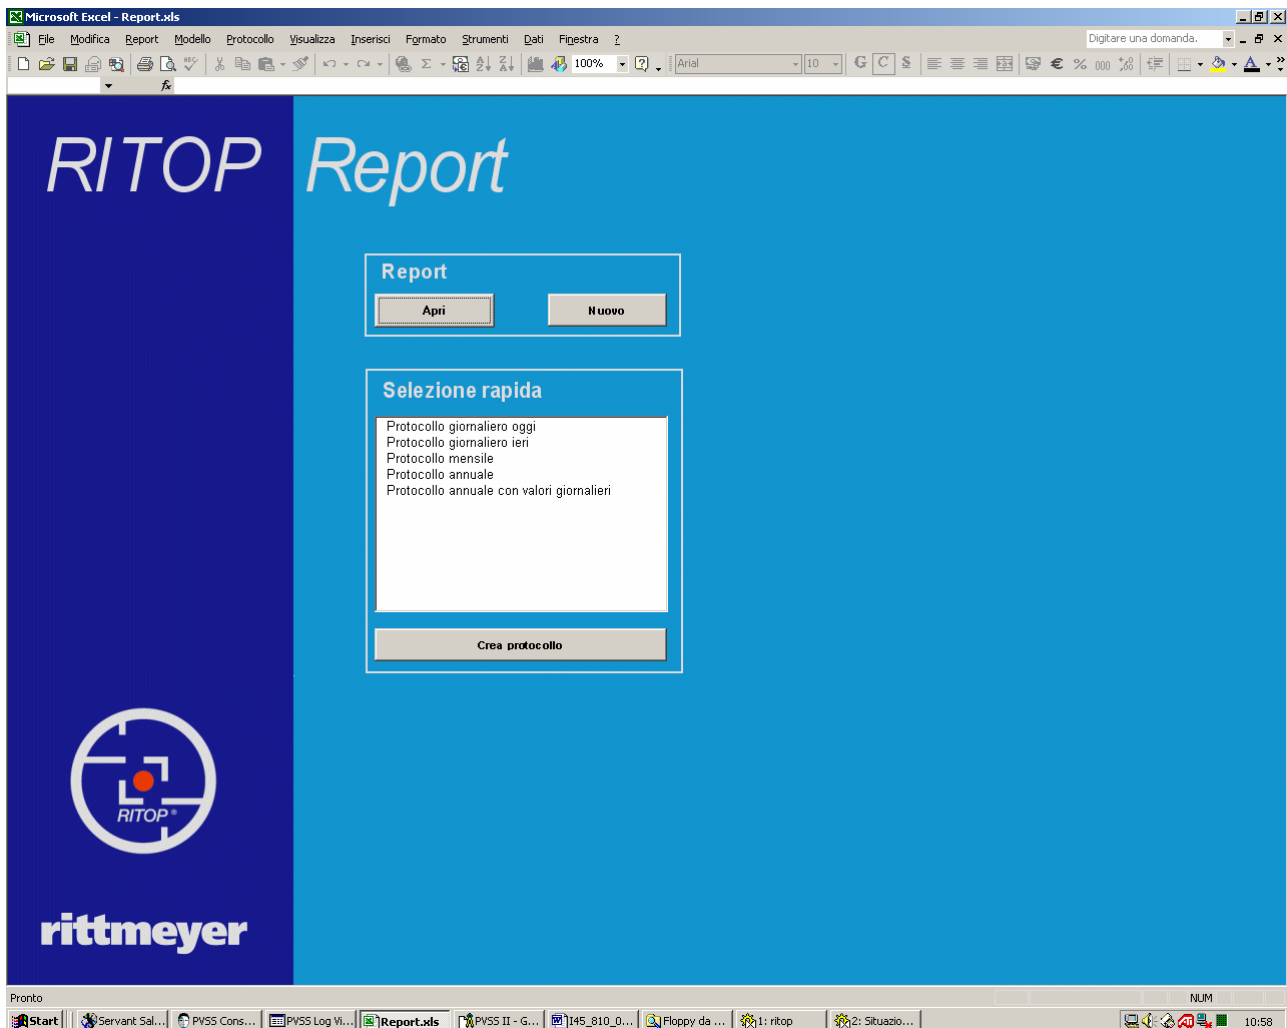 Microsoft Excel - Report.xls
File Modifica Report Modello Protocollo Visualizza Inserisci Formato Strumenti Dati Finestra ? Digitare una domanda.
100% Arial 10 G C S € % 000
fx
RITOP Report
Report
Apri Nuovo
Selezione rapida
Protocollo giornaliero oggi
Protocollo giornaliero ieri
Protocollo mensile
Protocollo annuale
Protocollo annuale con valori giornalieri
Crea protocollo
RITOP®
rittmeyer
Pronto NUM
Start Servant Sal... PVSS Cons... PVSS Log Vi... Report.xls PVSS II - G... I45_810_0... Floppy da ... 1: ritop 2: Situazio... 10:58